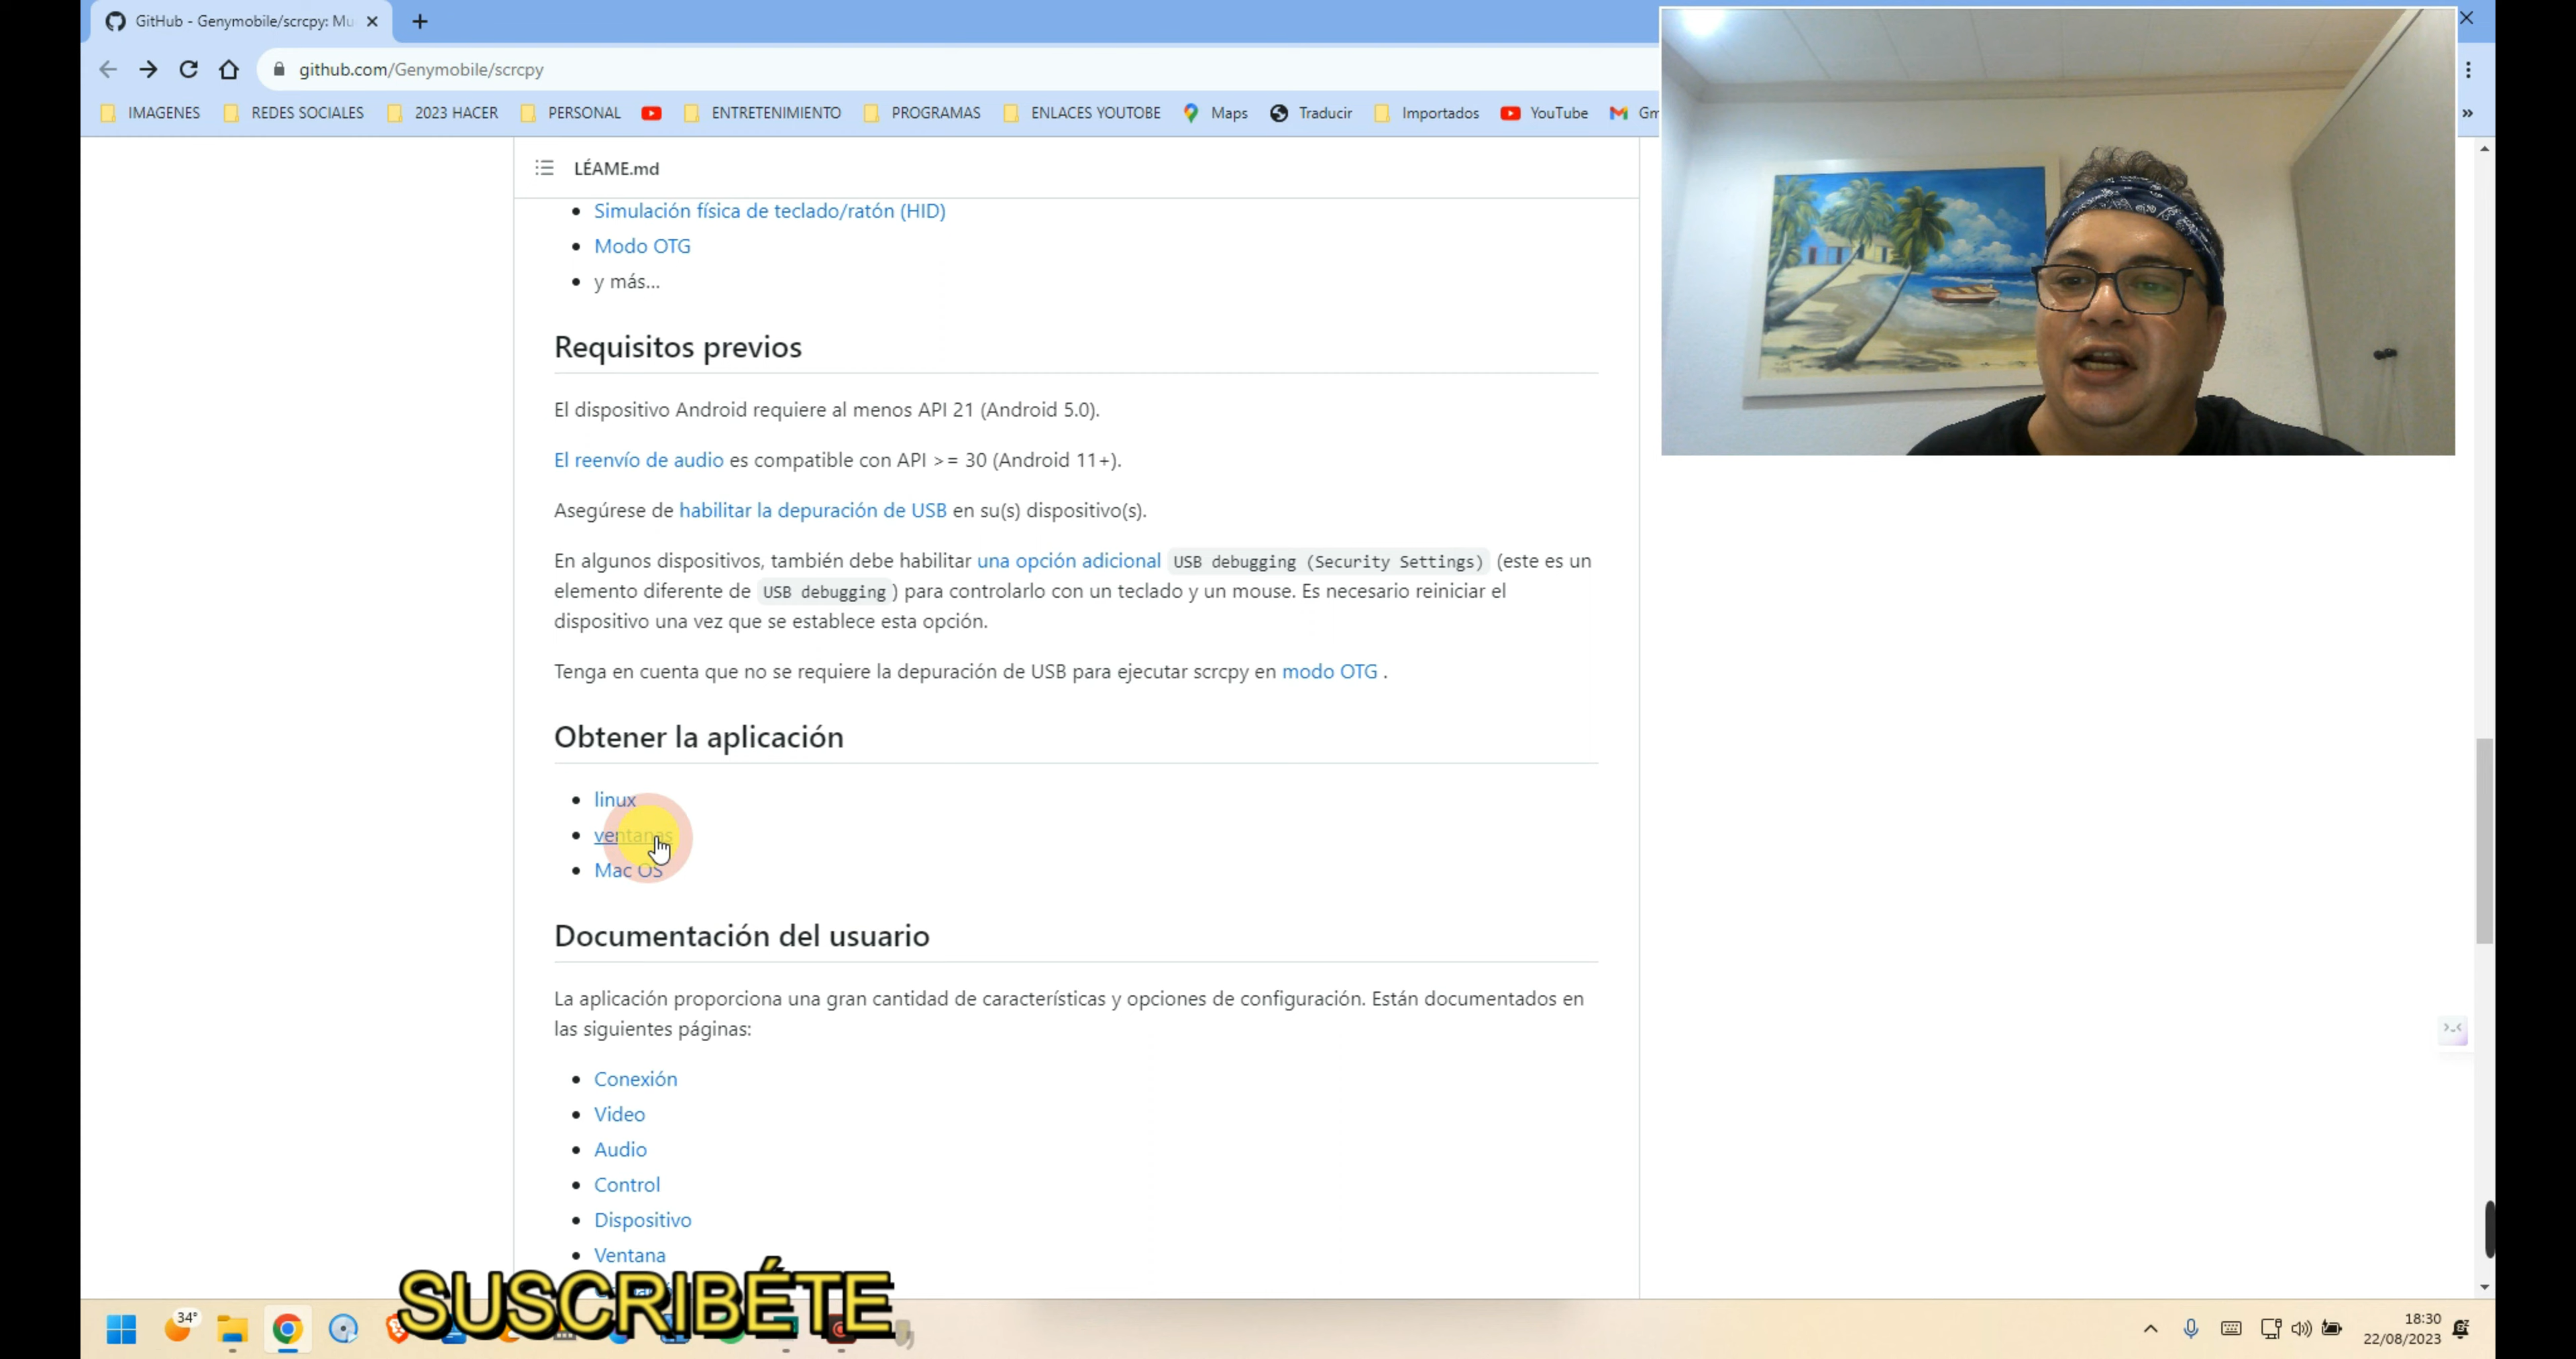 GitHub - Genymobile/scrcpy: Mu
github.com/Genymobile/scrcpy
IMAGENES REDES SOCIALES 2023 HACER PERSONAL ENTRETENIMIENTO PROGRAMAS ENLACES YOUTOBE Maps Traducir Importados YouTube
LÉAME.md
Simulación física de teclado/ratón (HID)
Modo OTG
y más...
Requisitos previos
El dispositivo Android requiere al menos API 21 (Android 5.0).
El reenvío de audio es compatible con API >= 30 (Android 11+).
Asegúrese de habilitar la depuración de USB en su(s) dispositivo(s).
En algunos dispositivos, también debe habilitar una opción adicional USB debugging (Security Settings) (este es un
elemento diferente de USB debugging) para controlarlo con un teclado y un mouse. Es necesario reiniciar el
dispositivo una vez que se establece esta opción.
Tenga en cuenta que no se requiere la depuración de USB para ejecutar scrcpy en modo OTG .
Obtener la aplicación
linux
ventanas
Mac OS
Documentación del usuario
La aplicación proporciona una gran cantidad de características y opciones de configuración. Están documentados en
las siguientes páginas:
Conexión
Video
Audio
Control
Dispositivo
Ventana
SUSCRIBÉTE
34°
18:30
22/08/2023